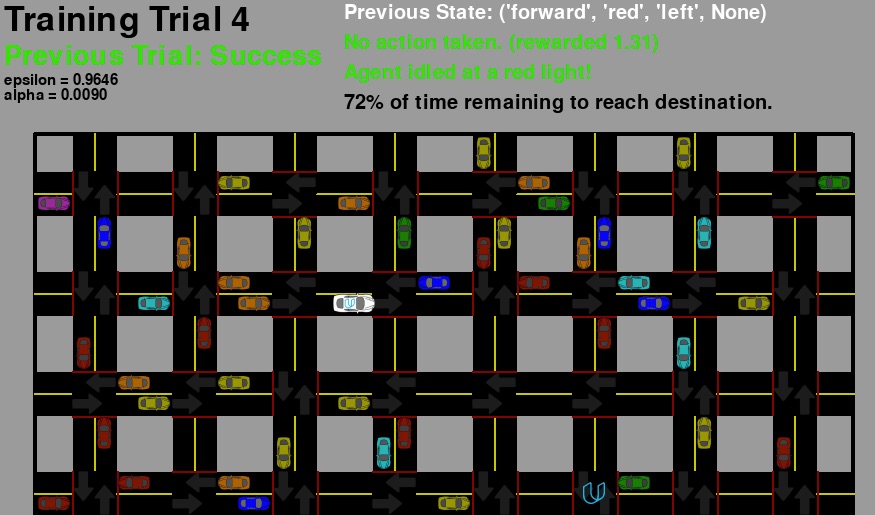 Training Trial 4
Previous Trial: Success
epsilon = 0.9646
alpha = 0.0090
Previous State: ('forward', 'red', 'left', None)
No action taken. (rewarded 1.31)
Agent idled at a red light!
72% of time remaining to reach destination.